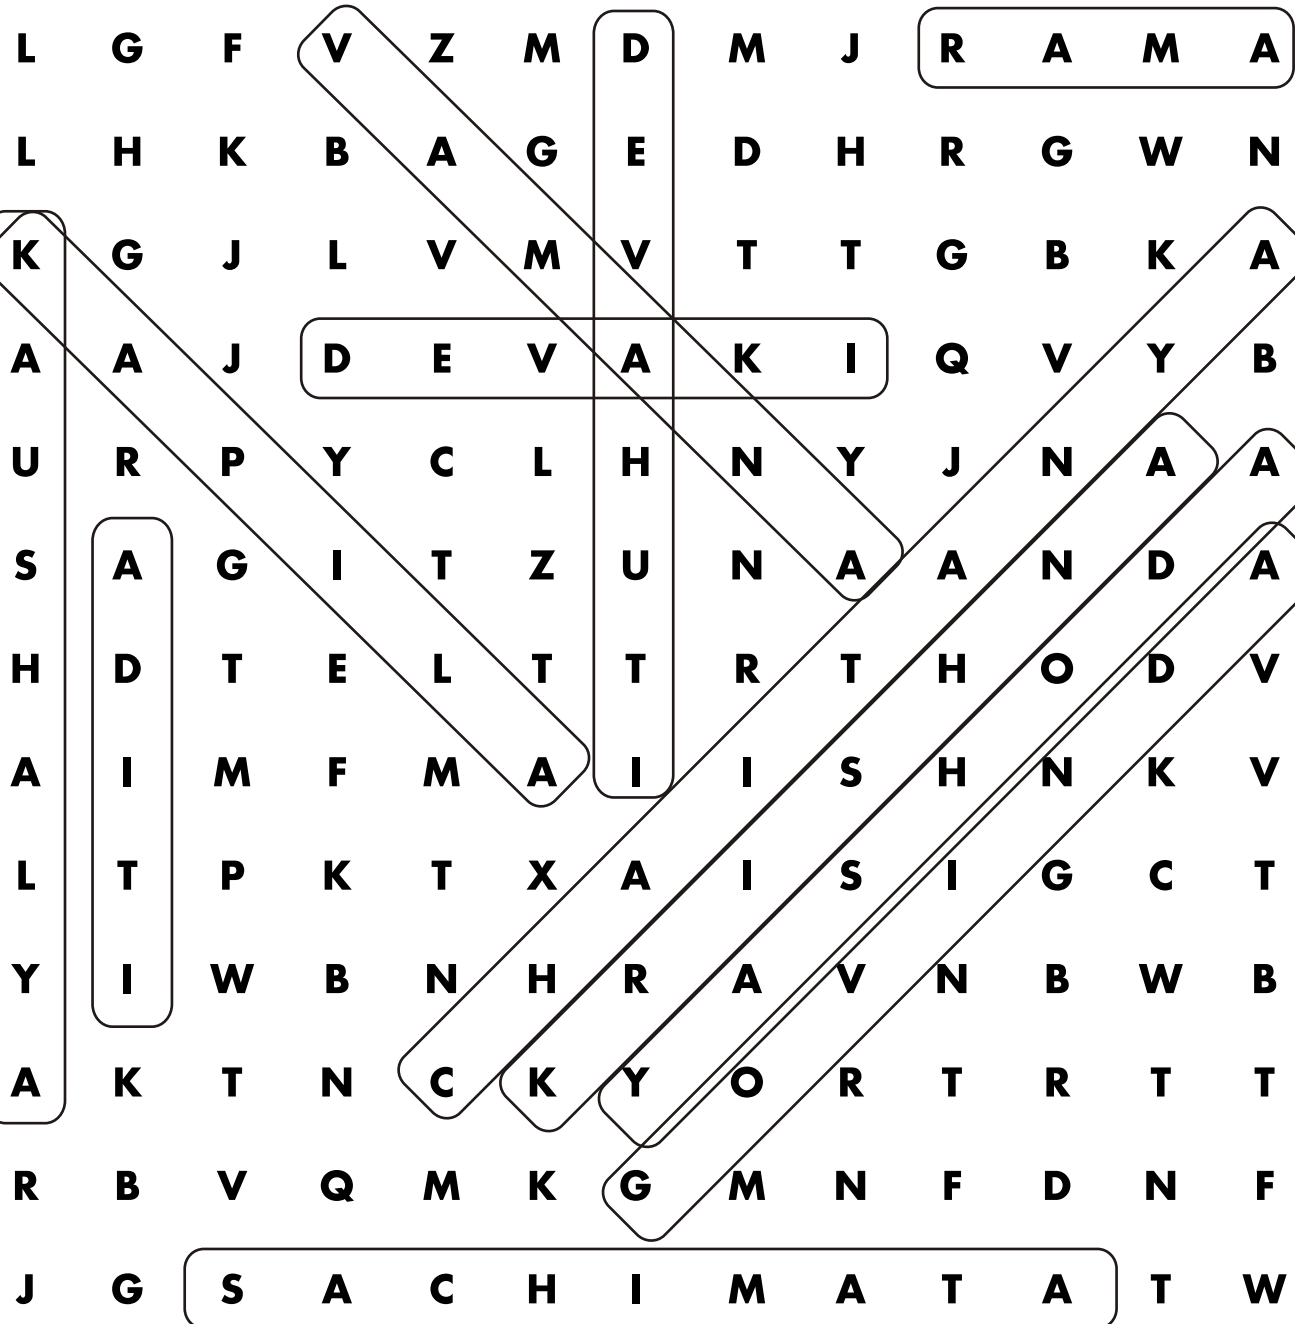 L G F V Z M D M J R A M A
L H K B A G E D H R G W N
K G J L V M V T T G B K A
A A J D E V A K I Q V Y B
U R P Y C L H N Y J N A A
S A G I T Z U N A A N D A
H D T E L T T R T H O D V
A I M F M A I I S H N K V
L T P K T X A I S I G C T
Y I W B N H R A V N B W B
A K T N C K Y O R T R T T
R B V Q M K G M N F D N F
J G S A C H I M A T A T W